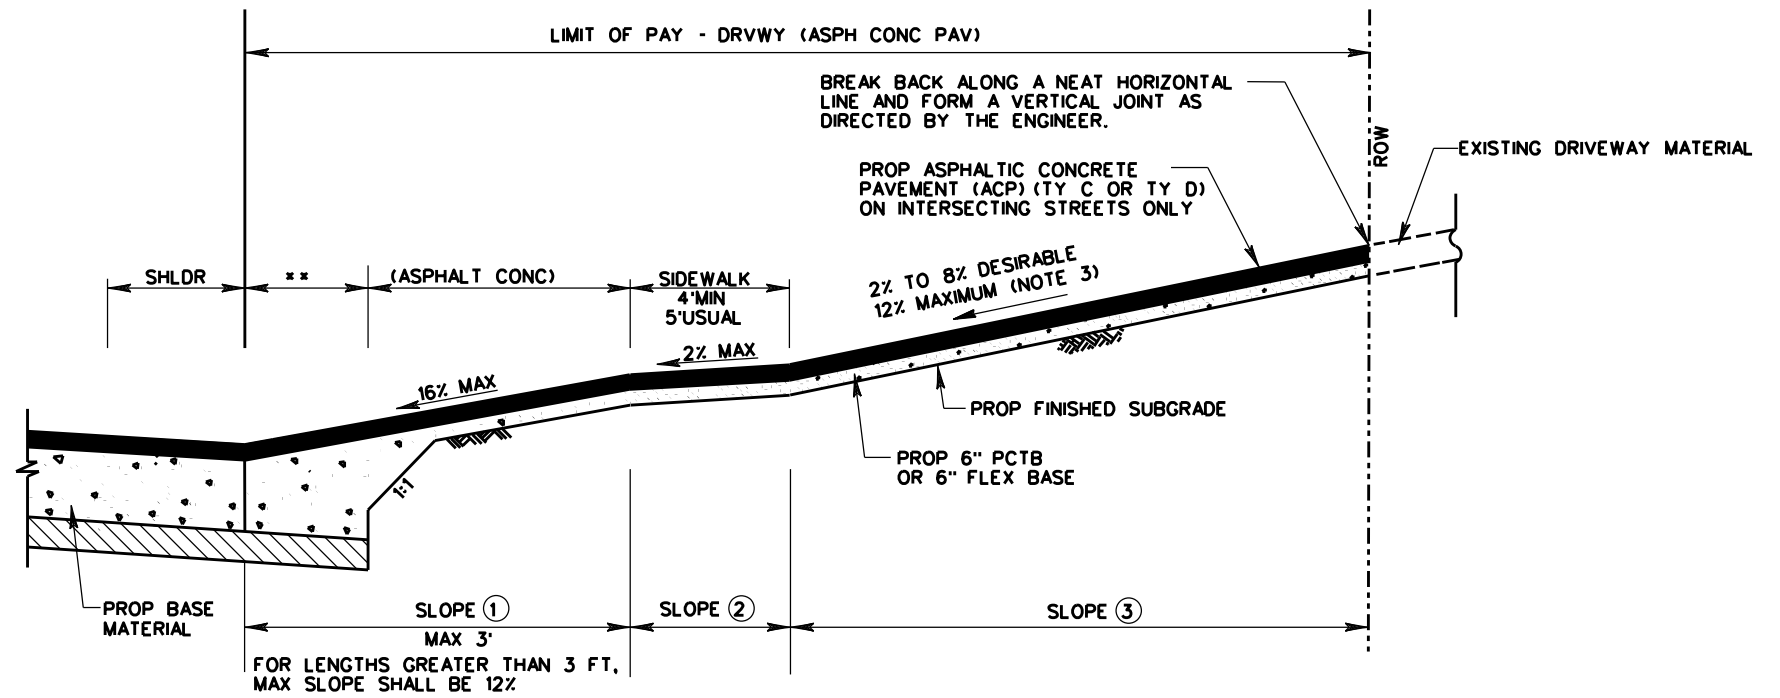 LIMIT OF PAY - DRVWY (ASPH CONC PAV)
BREAK BACK ALONG A NEAT HORIZONTAL
LINE AND FORM A VERTICAL JOINT AS
DIRECTED BY THE ENGINEER.
ROW
EXISTING DRIVEWAY MATERIAL
PROP ASPHALTIC CONCRETE
PAVEMENT (ACP) (TY C OR TY D)
ON INTERSECTING STREETS ONLY
SHLDR
**
(ASPHALT CONC)
SIDEWALK
4'MIN
5'USUAL
2% TO 8% DESIRABLE
12% MAXIMUM (NOTE 3)
2% MAX
16% MAX
PROP FINISHED SUBGRADE
PROP 6" PCTB
OR 6" FLEX BASE
1:1
PROP BASE
MATERIAL
SLOPE 1
MAX 3'
FOR LENGTHS GREATER THAN 3 FT,
MAX SLOPE SHALL BE 12%
SLOPE 2
SLOPE 3